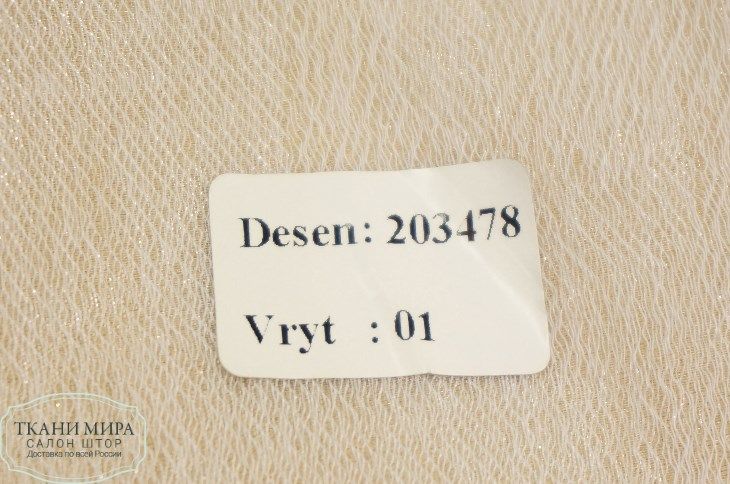 Desen: 203478
Vryt : 01
ТКАНИ МИРА
САЛОН ШТОР
Доставка по всей России